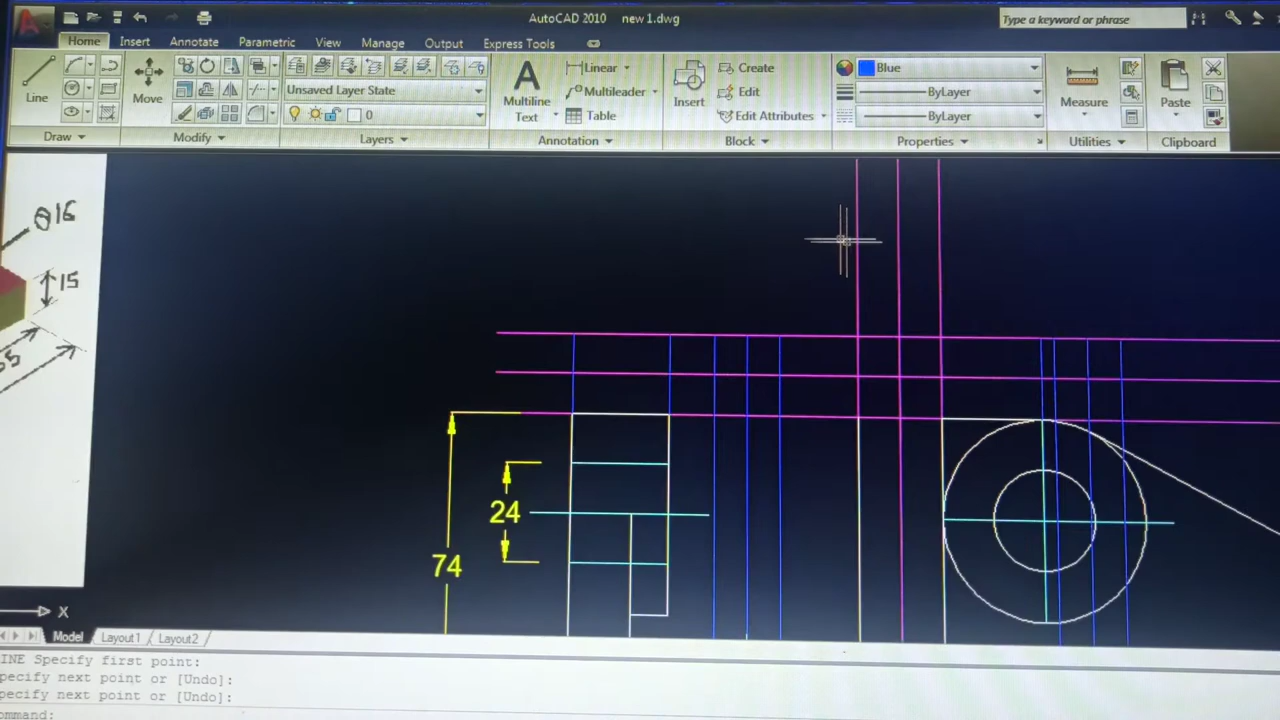 AutoCAD 2010 new 1.dwg
Type a keyword or phrase
Home Insert Annotate Parametric View Manage Output Express Tools
Line
Move
Unsaved Layer State
0
Multiline
Text
Linear
Multileader
Table
Insert
Create
Edit
Edit Attributes
Blue
ByLayer
ByLayer
Measure
Paste
Draw Modify Layers Annotation Block Properties Utilities Clipboard
Ø16
15
24
74
X
Model Layout1 Layout2
INE Specify first point:
pecify next point or [Undo]:
pecify next point or [Undo]:
ommand: